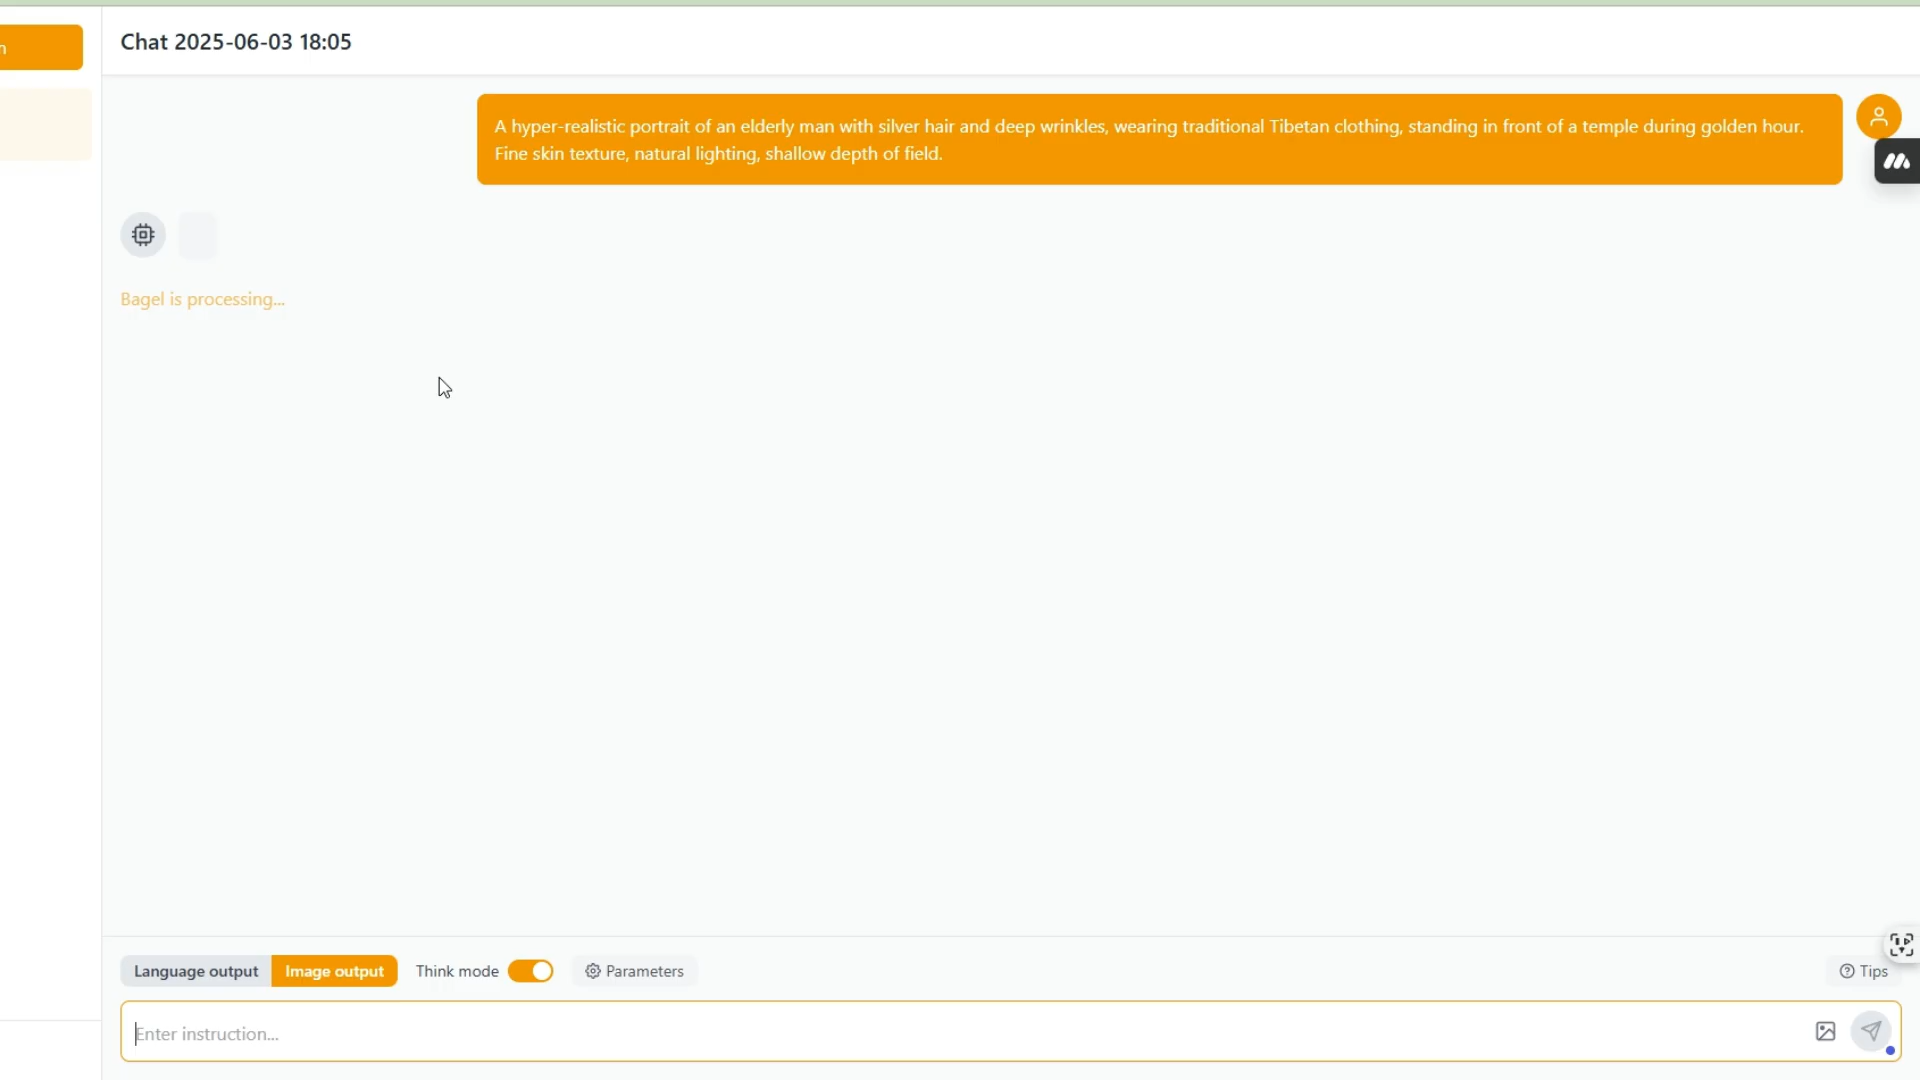 n
Chat 2025-06-03 18:05
A hyper-realistic portrait of an elderly man with silver hair and deep wrinkles, wearing traditional Tibetan clothing, standing in front of a temple during golden hour.
Fine skin texture, natural lighting, shallow depth of field.
Bagel is processing...
Language output Image output Think mode Parameters Tips
Enter instruction...